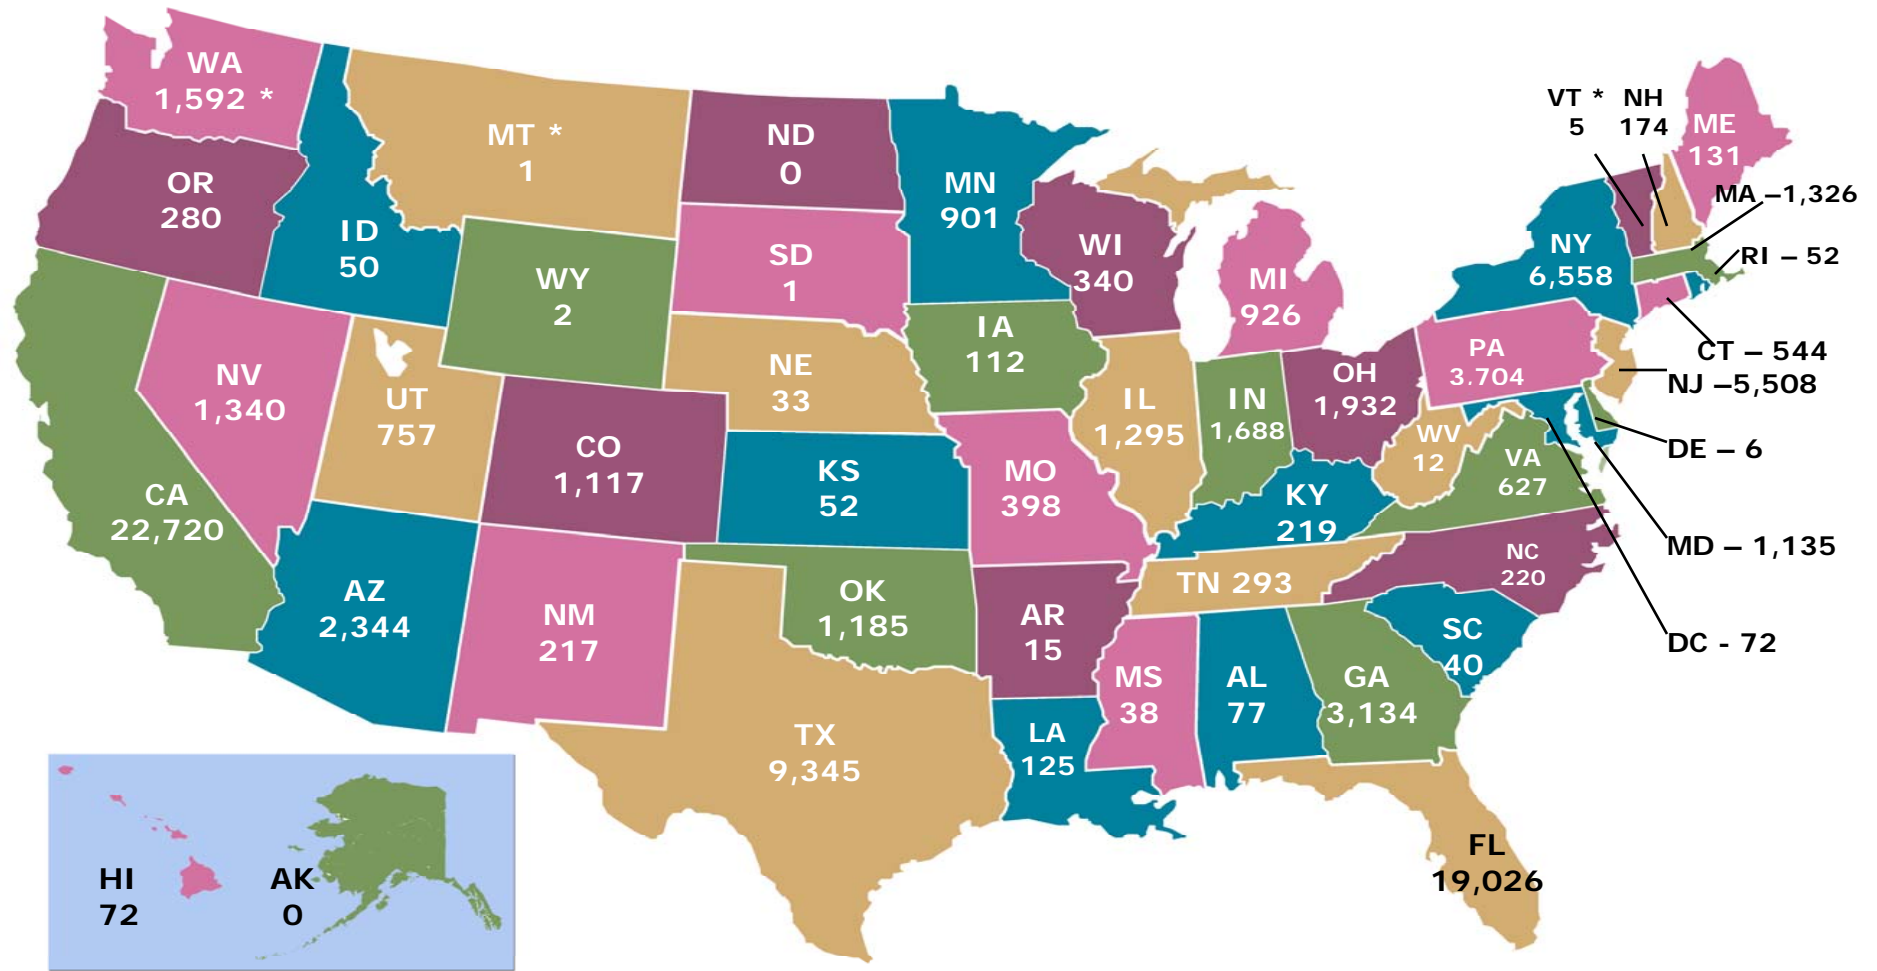 WA
1,592 *
OR
280
CA
22,720
NV
1,340
ID
50
MT *
1
WY
2
UT
757
AZ
2,344
CO
1,117
NM
217
ND
0
SD
1
NE
33
KS
52
OK
1,185
TX
9,345
MN
901
IA
112
MO
398
AR
15
LA
125
WI
340
IL
1,295
MI
926
IN
1,688
OH
1,932
KY
219
TN 293
MS
38
AL
77
GA
3,134
FL
19,026
SC
40
NC
220
VA
627
WV
12
PA
3.704
NY
6,558
VT *
5
NH
174
ME
131
MA –1,326
RI – 52
CT – 544
NJ –5,508
DE – 6
MD – 1,135
DC - 72
HI
72
AK
0